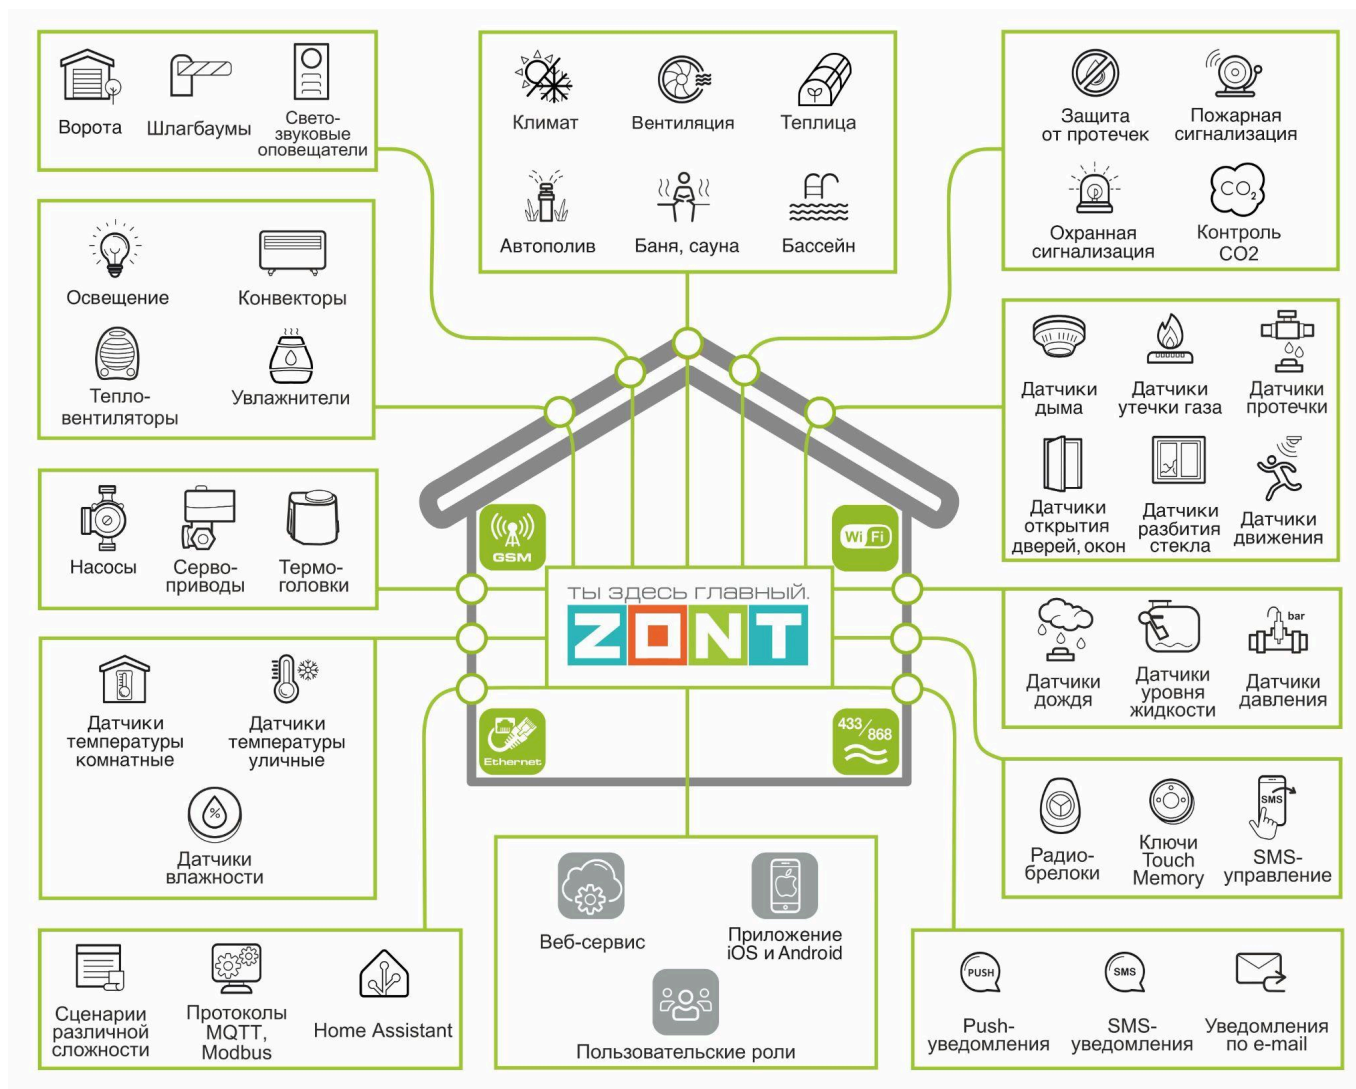 Ворота
Шлагбаумы
Свето-
звуковые
оповещатели
Климат
Вентиляция
Теплица
Автополив
Баня, сауна
Бассейн
Защита
от протечек
Пожарная
сигнализация
Охранная
сигнализация
CO2
Контроль
CO2
Освещение
Конвекторы
Тепло-
вентиляторы
Увлажнители
Датчики
дыма
Датчики
утечки газа
Датчики
протечки
Датчики
открытия
дверей, окон
Датчики
разбития
стекла
Датчики
движения
Насосы
Серво-
приводы
Термо-
головки
GSM
WiFi
ты здесь главный.
ZONT
Ethernet
433/868
Датчики
температуры
комнатные
Датчики
температуры
уличные
%
Датчики
влажности
Датчики
дождя
Датчики
уровня
жидкости
bar
Датчики
давления
Радио-
брелоки
Ключи
Touch
Memory
SMS
SMS-
управление
Сценарии
различной
сложности
Протоколы
MQTT,
Modbus
Home Assistant
Веб-сервис
Приложение
iOS и Android
Пользовательские роли
PUSH
Push-
уведомления
SMS
SMS-
уведомления
Уведомления
по e-mail